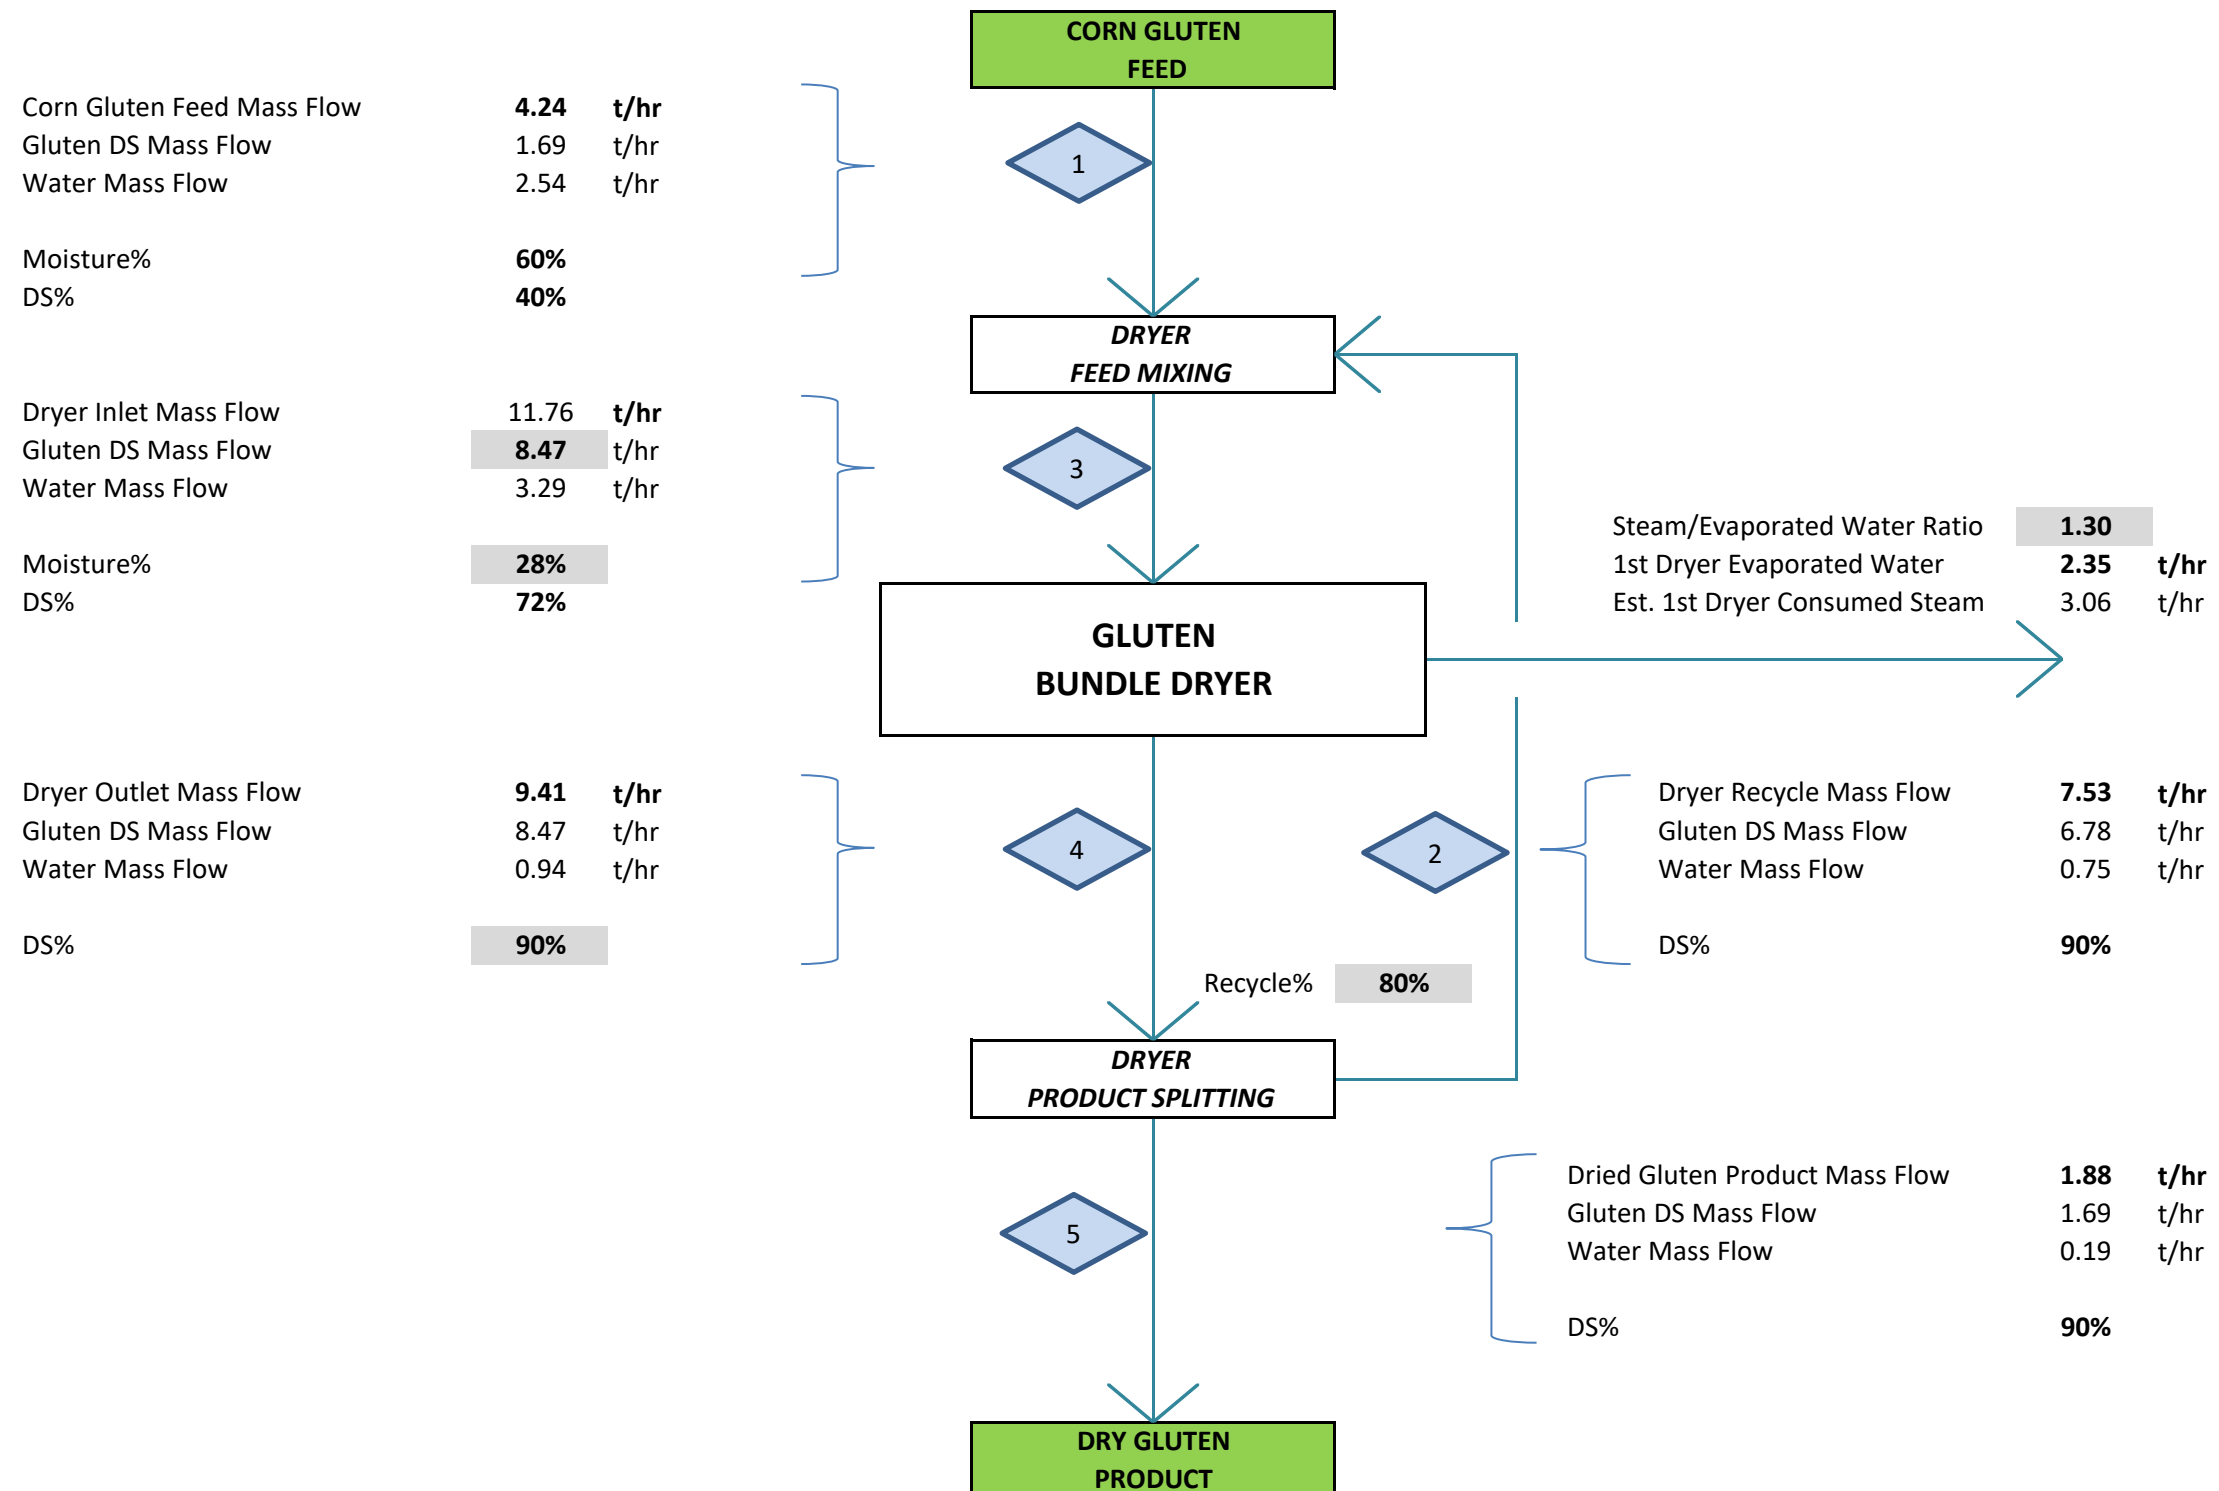 CORN GLUTEN
FEED
Corn Gluten Feed Mass Flow 4.24 t/hr
Gluten DS Mass Flow 1.69 t/hr
Water Mass Flow 2.54 t/hr
1
Moisture% 60%
DS% 40%
DRYER
FEED MIXING
Dryer Inlet Mass Flow 11.76 t/hr
Gluten DS Mass Flow 8.47 t/hr
Water Mass Flow 3.29 t/hr
3
Moisture% 28%
DS% 72%
Steam/Evaporated Water Ratio 1.30
1st Dryer Evaporated Water 2.35 t/hr
Est. 1st Dryer Consumed Steam 3.06 t/hr
GLUTEN
BUNDLE DRYER
Dryer Outlet Mass Flow 9.41 t/hr
Gluten DS Mass Flow 8.47 t/hr
Water Mass Flow 0.94 t/hr
DS% 90%
4
2
Dryer Recycle Mass Flow 7.53 t/hr
Gluten DS Mass Flow 6.78 t/hr
Water Mass Flow 0.75 t/hr
DS% 90%
Recycle% 80%
DRYER
PRODUCT SPLITTING
5
Dried Gluten Product Mass Flow 1.88 t/hr
Gluten DS Mass Flow 1.69 t/hr
Water Mass Flow 0.19 t/hr
DS% 90%
DRY GLUTEN
PRODUCT